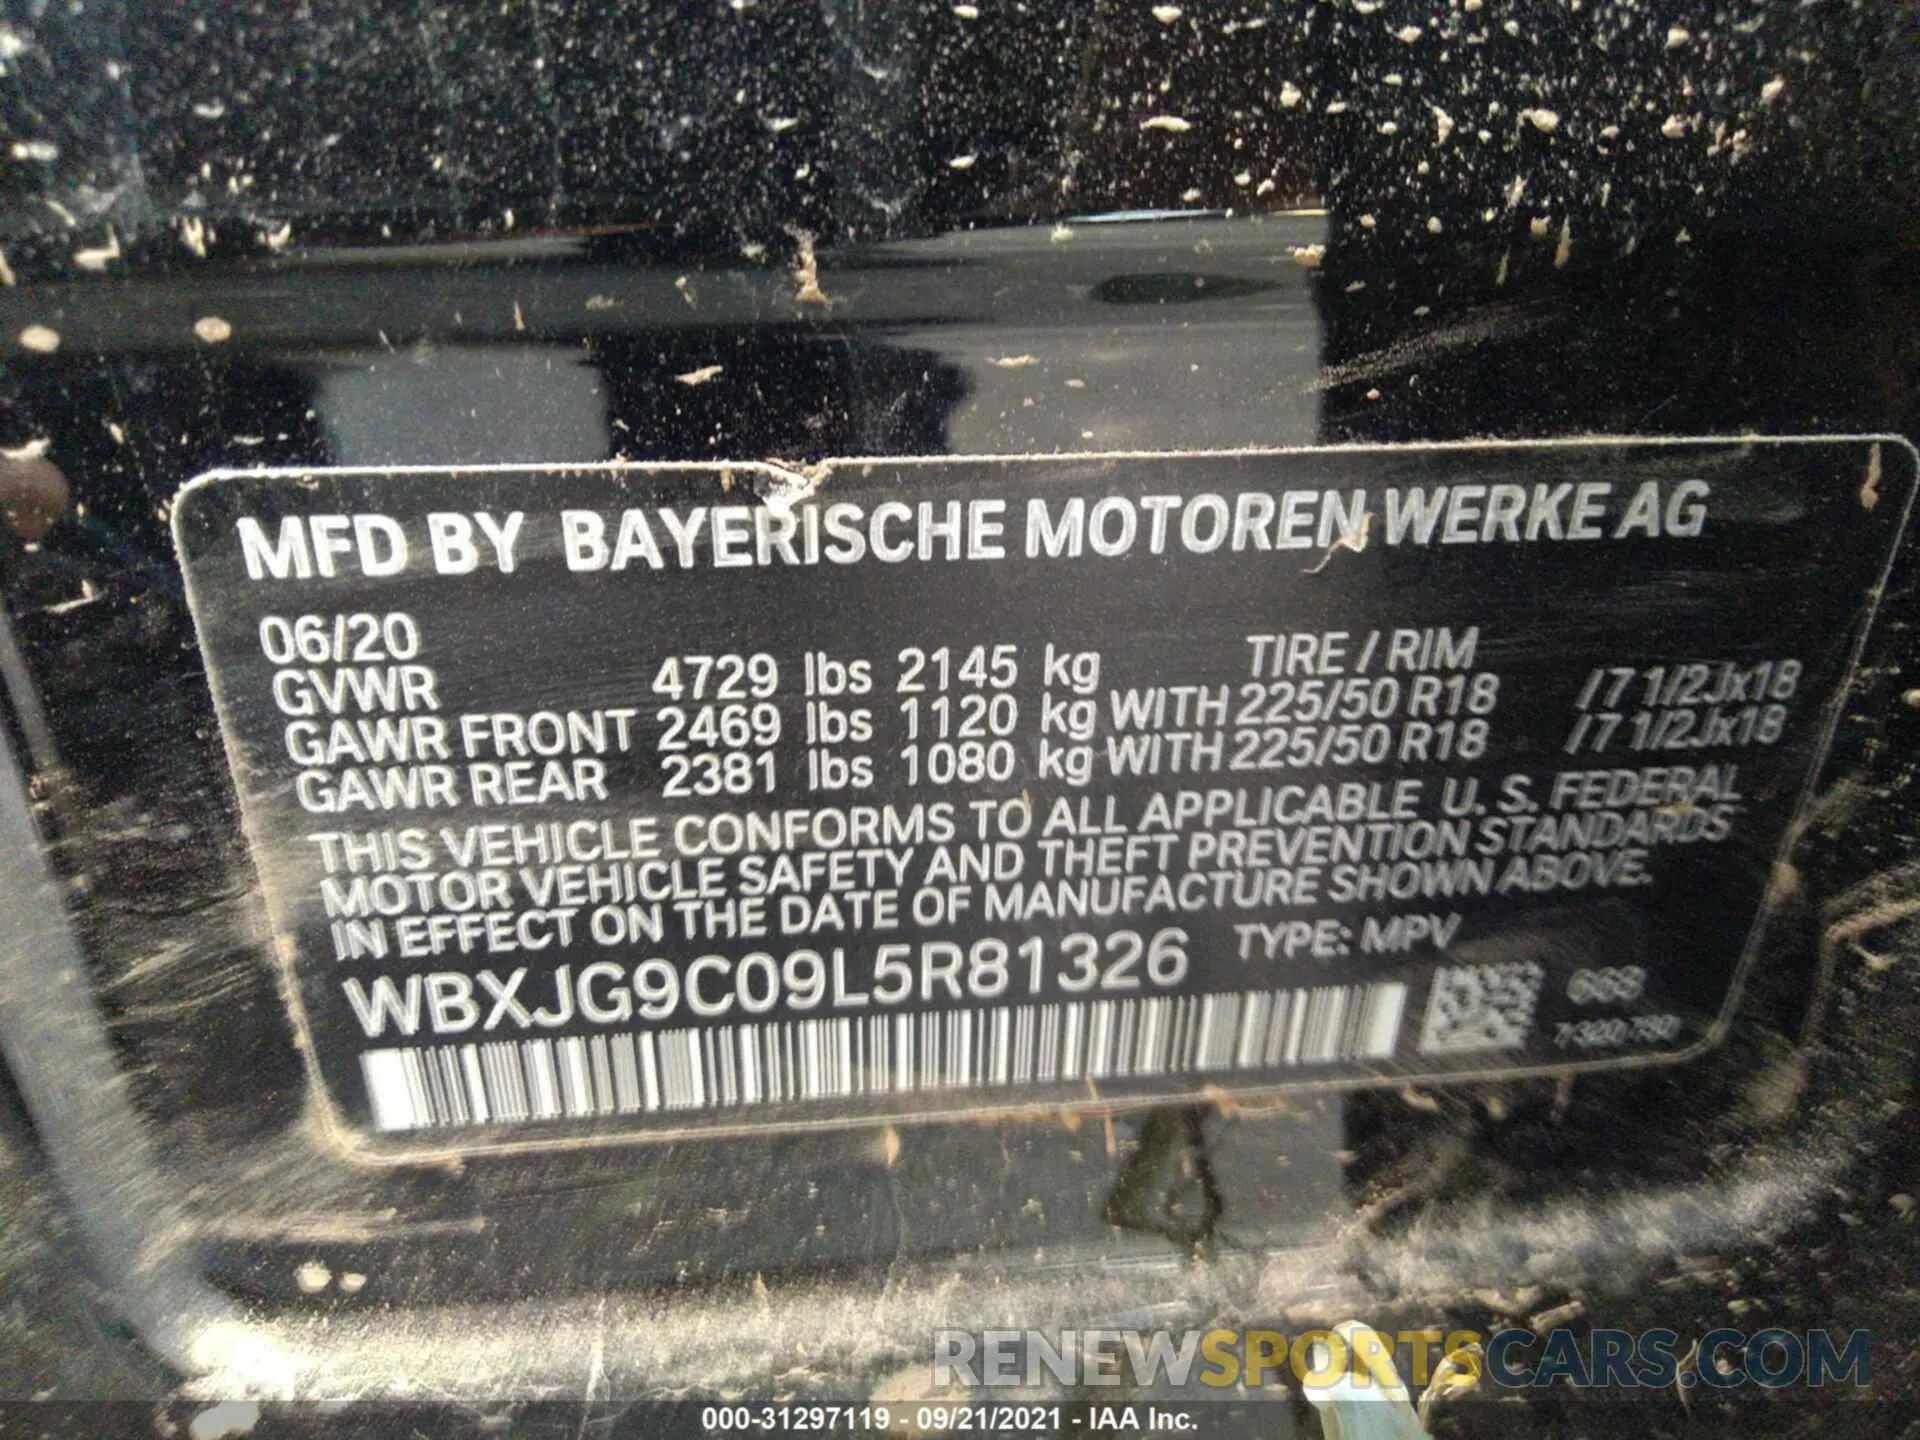 MFD BY BAYERISCHE MOTOREN WERKE AG
06/20 TIRE / RIM
GVWR 4729 lbs 2145 kg
GAWR FRONT 2469 lbs 1120 kg WITH 225/50 R18 / 7 1/2Jx18
GAWR REAR 2381 lbs 1080 kg WITH 225/50 R18 / 7 1/2Jx18
THIS VEHICLE CONFORMS TO ALL APPLICABLE U. S. FEDERAL
MOTOR VEHICLE SAFETY AND THEFT PREVENTION STANDARDS
IN EFFECT ON THE DATE OF MANUFACTURE SHOWN ABOVE.
WBXJG9C09L5R81326 TYPE: MPV
RENEWSPORTSCARS.COM
000-31297119 - 09/21/2021 - IAA Inc.